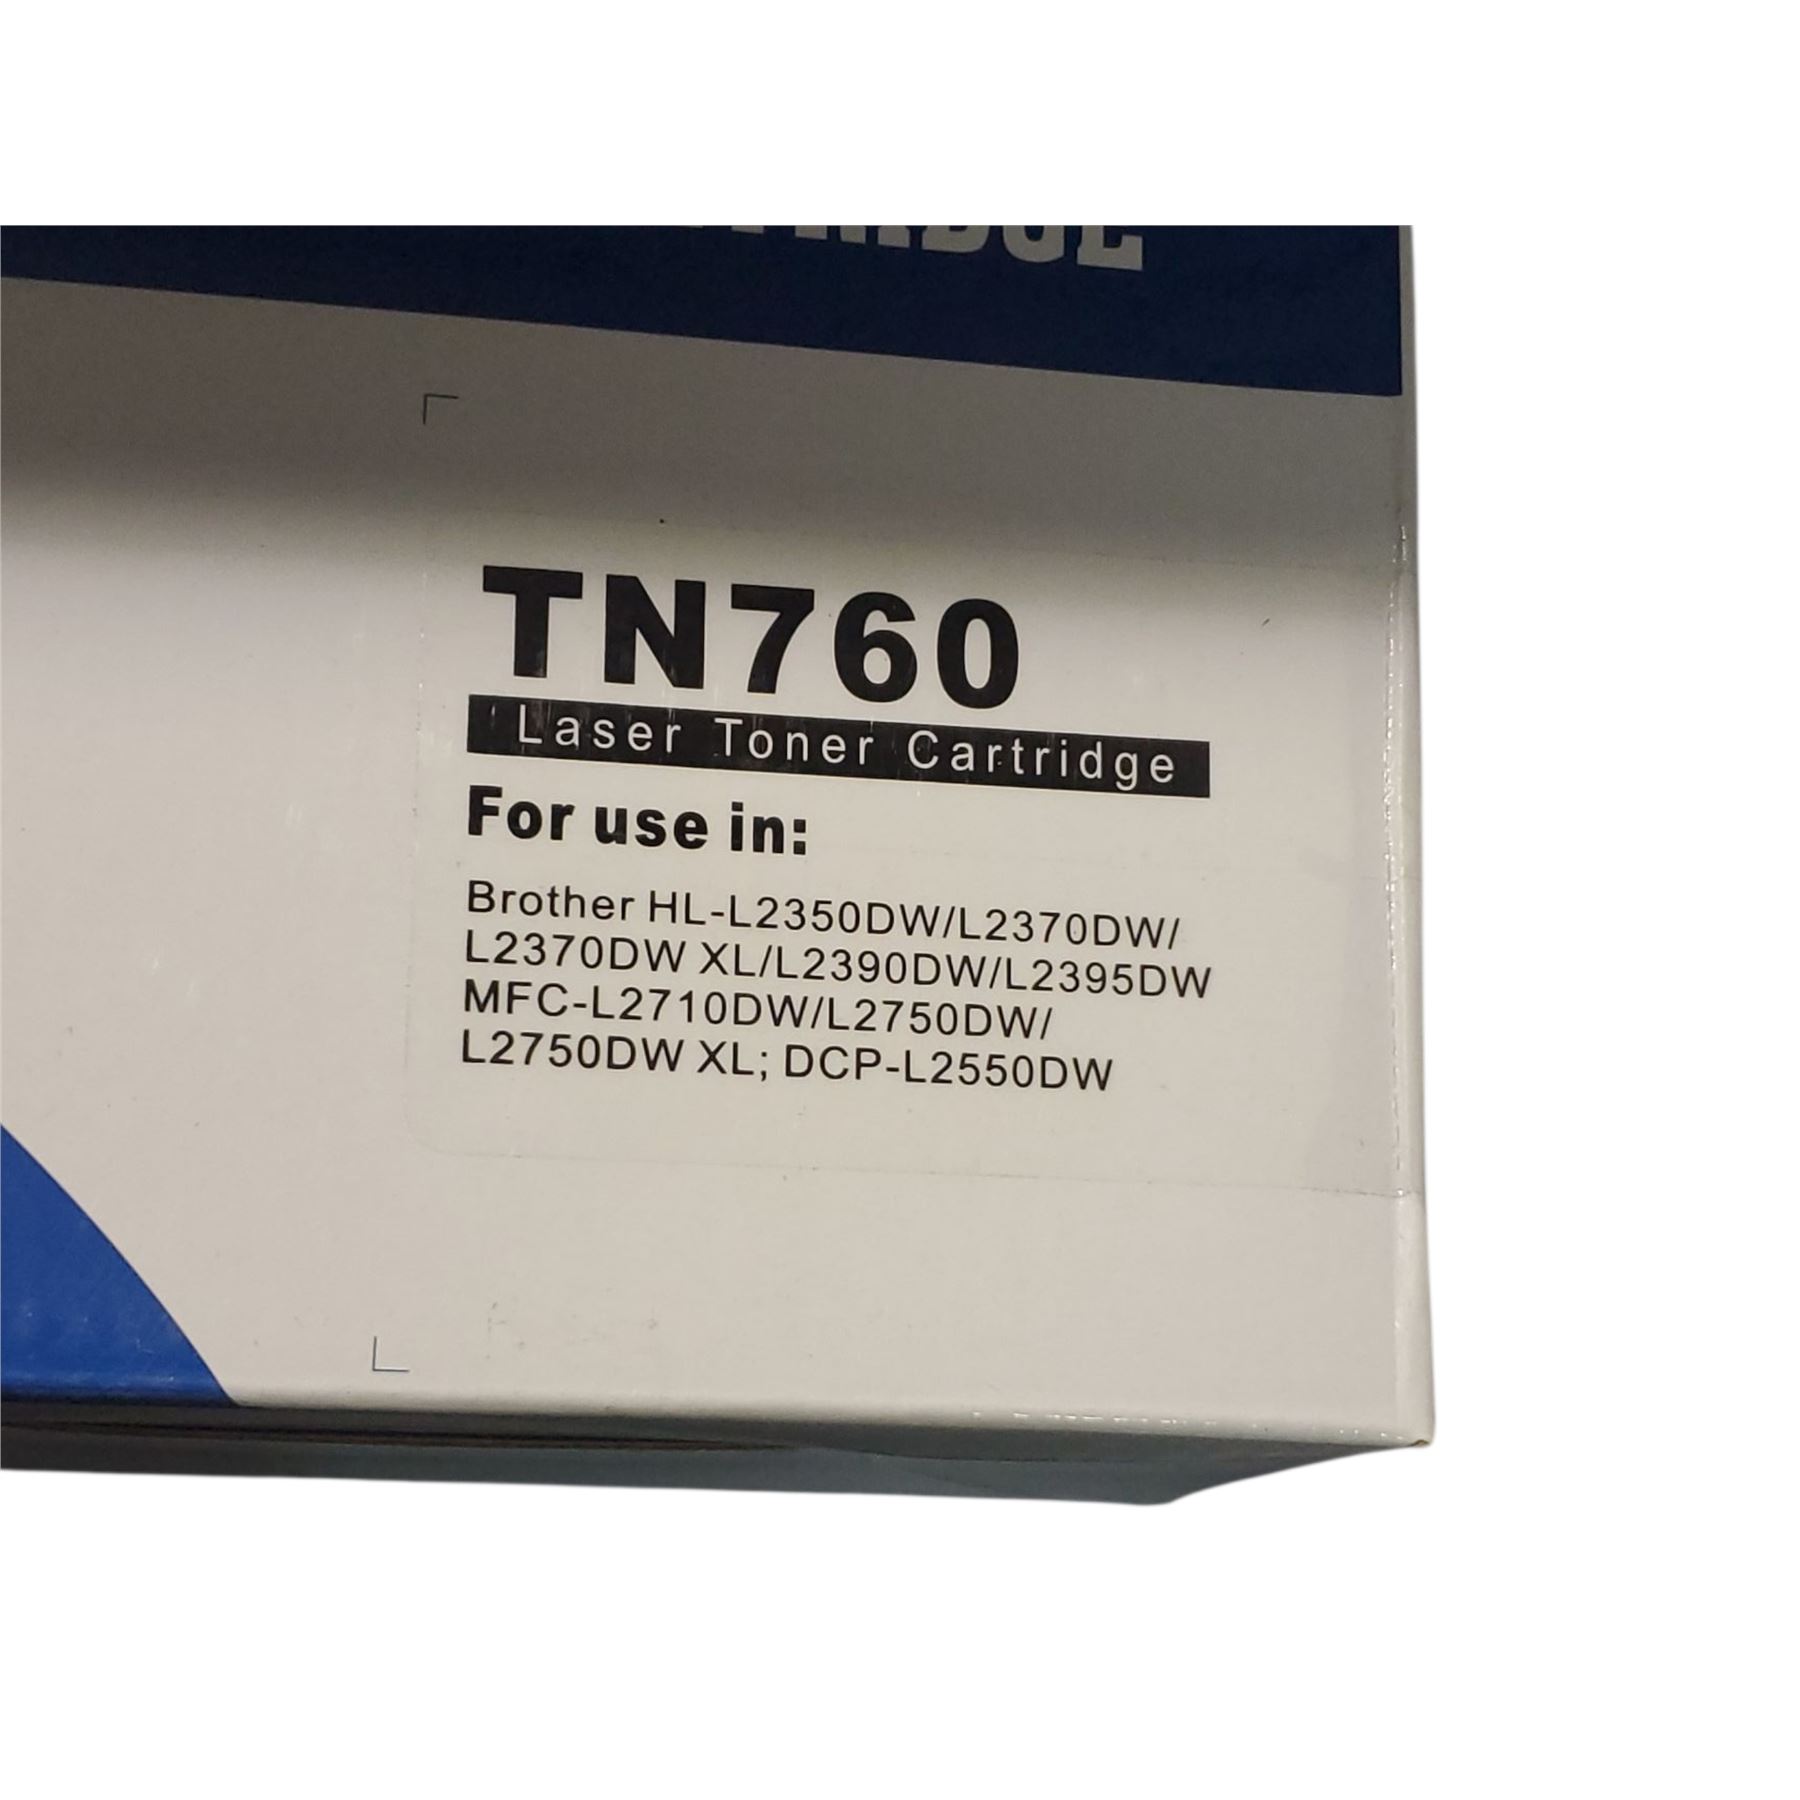 TN760
Laser Toner Cartridge
For use in:
Brother HL-L2350DW/L2370DW/
L2370DW XL/L2390DW/L2395DW
MFC-L2710DW/L2750DW/
L2750DW XL; DCP-L2550DW